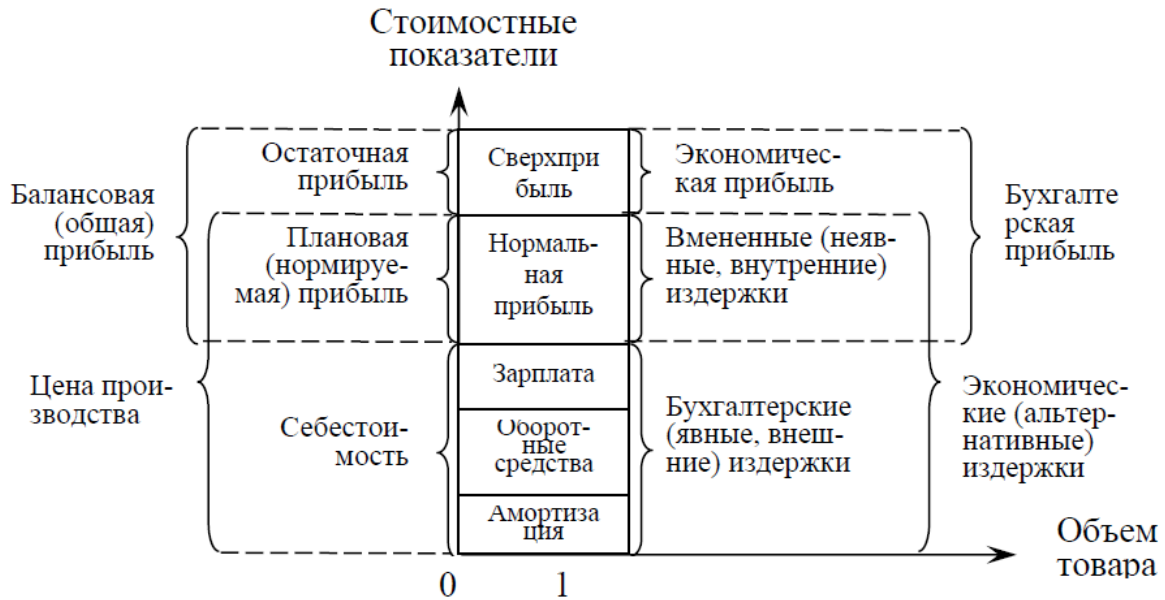 Стоимостные
показатели
Остаточная
прибыль
Сверхпри
быль
Экономичес-
кая прибыль
Балансовая
(общая)
прибыль
Бухгалте
рская
прибыль
Плановая
(нормируе-
мая) прибыль
Нормаль-
ная
прибыль
Вмененные (неяв-
ные, внутренние)
издержки
Цена прои-
зводства
Себестои-
мость
Зарплата
Оборот-
ные
средства
Амортиза
ция
Бухгалтерские
(явные, внеш-
ние) издержки
Экономичес-
кие (альтер-
нативные)
издержки
Объем
товара
0
1